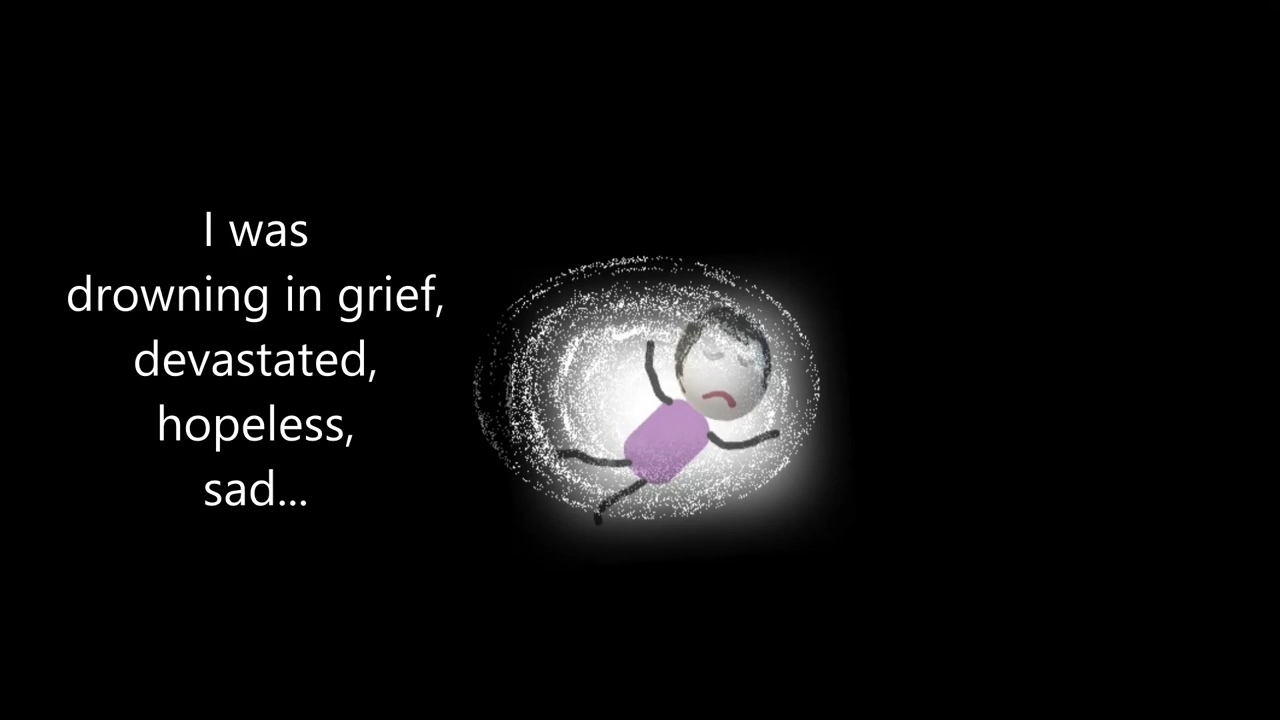 I was
drowning in grief,
devastated,
hopeless,
sad...